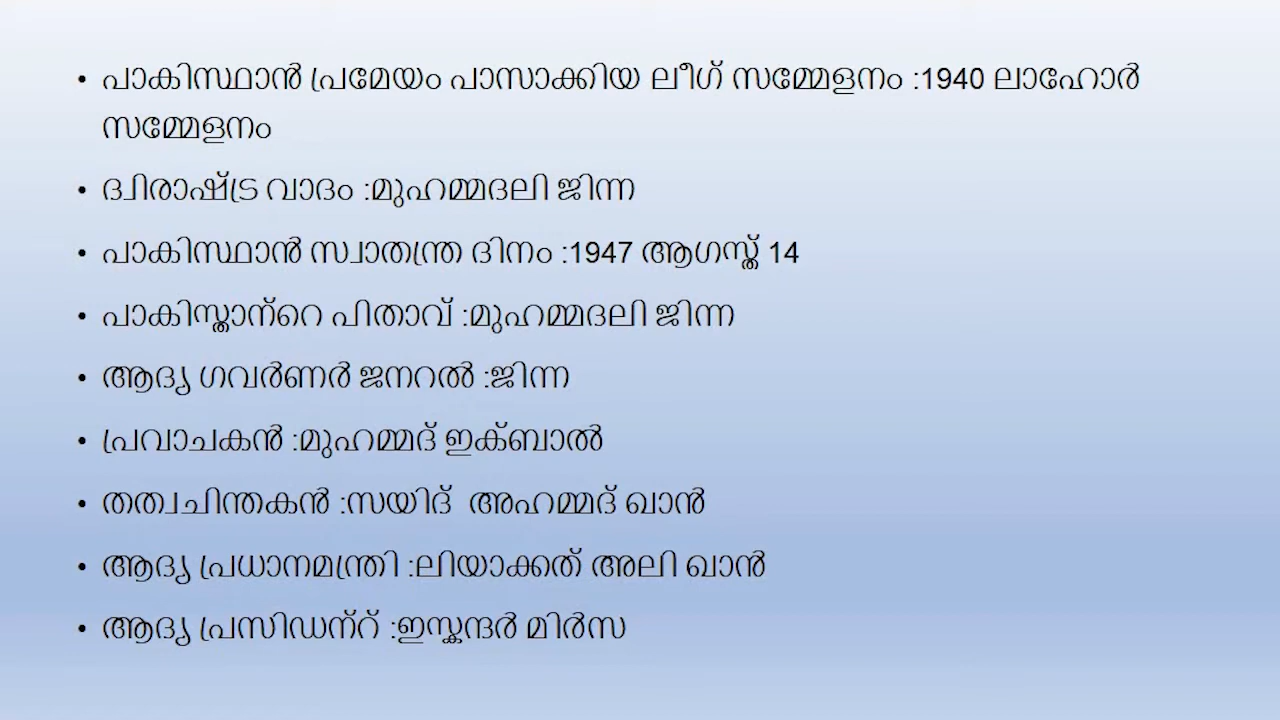 • പാകിസ്ഥാൻ പ്രമേയം പാസാക്കിയ ലീഗ് സമ്മേളനം :1940 ലാഹോർ
സമ്മേളനം
• ദ്വിരാഷ്ട്ര വാദം :മുഹമ്മദലി ജിന്ന
• പാകിസ്ഥാൻ സ്വാതന്ത്ര ദിനം :1947 ആഗസ്ത് 14
• പാകിസ്താന്റെ പിതാവ് :മുഹമ്മദലി ജിന്ന
• ആദ്യ ഗവർണർ ജനറൽ :ജിന്ന
• പ്രവാചകൻ :മുഹമ്മദ് ഇക്ബാൽ
• തത്വചിന്തകൻ :സയിദ്  അഹമ്മദ് ഖാൻ
• ആദ്യ പ്രധാനമന്ത്രി :ലിയാക്കത് അലി ഖാൻ
• ആദ്യ പ്രസിഡന്റ് :ഇസ്കന്ദർ മിർസ